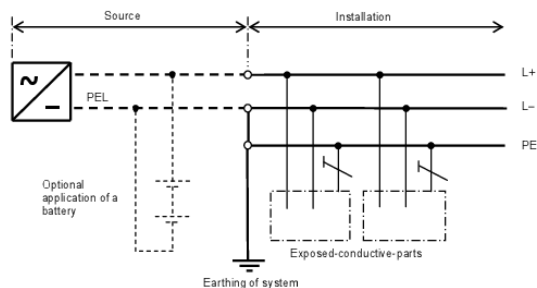 Source
Installation
L+
PEL
L–
PE
Optional
application of a
battery
Exposed-conductive-parts
Earthing of system